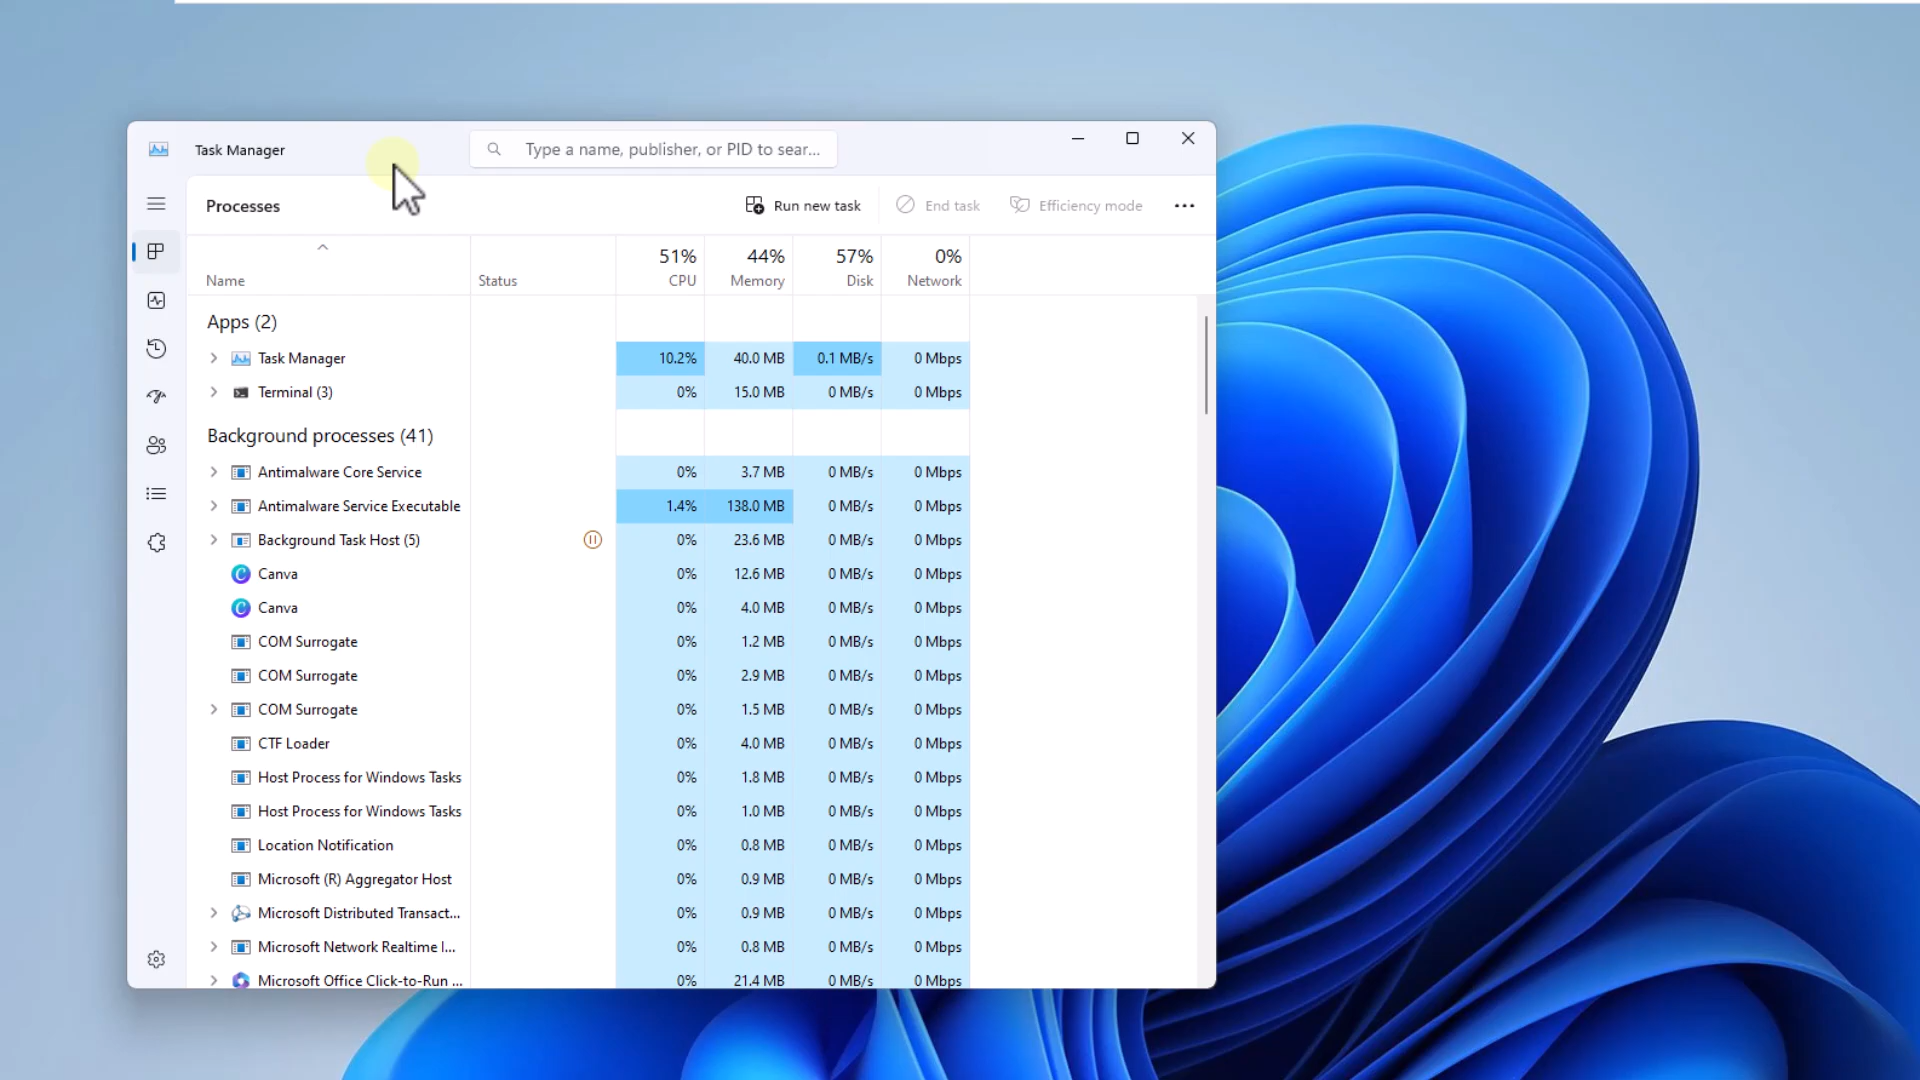 Task Manager
Type a name, publisher, or PID to sear...
Processes
Run new task
End task
Efficiency mode
51% 44% 57% 0%
Name Status CPU Memory Disk Network
Apps (2)
Task Manager 10.2% 40.0 MB 0.1 MB/s 0 Mbps
Terminal (3) 0% 15.0 MB 0 MB/s 0 Mbps
Background processes (41)
Antimalware Core Service 0% 3.7 MB 0 MB/s 0 Mbps
Antimalware Service Executable 1.4% 138.0 MB 0 MB/s 0 Mbps
Background Task Host (5) 0% 23.6 MB 0 MB/s 0 Mbps
Canva 0% 12.6 MB 0 MB/s 0 Mbps
Canva 0% 4.0 MB 0 MB/s 0 Mbps
COM Surrogate 0% 1.2 MB 0 MB/s 0 Mbps
COM Surrogate 0% 2.9 MB 0 MB/s 0 Mbps
COM Surrogate 0% 1.5 MB 0 MB/s 0 Mbps
CTF Loader 0% 4.0 MB 0 MB/s 0 Mbps
Host Process for Windows Tasks 0% 1.8 MB 0 MB/s 0 Mbps
Host Process for Windows Tasks 0% 1.0 MB 0 MB/s 0 Mbps
Location Notification 0% 0.8 MB 0 MB/s 0 Mbps
Microsoft (R) Aggregator Host 0% 0.9 MB 0 MB/s 0 Mbps
Microsoft Distributed Transact... 0% 0.9 MB 0 MB/s 0 Mbps
Microsoft Network Realtime I... 0% 0.8 MB 0 MB/s 0 Mbps
Microsoft Office Click-to-Run ... 0% 21.4 MB 0 MB/s 0 Mbps